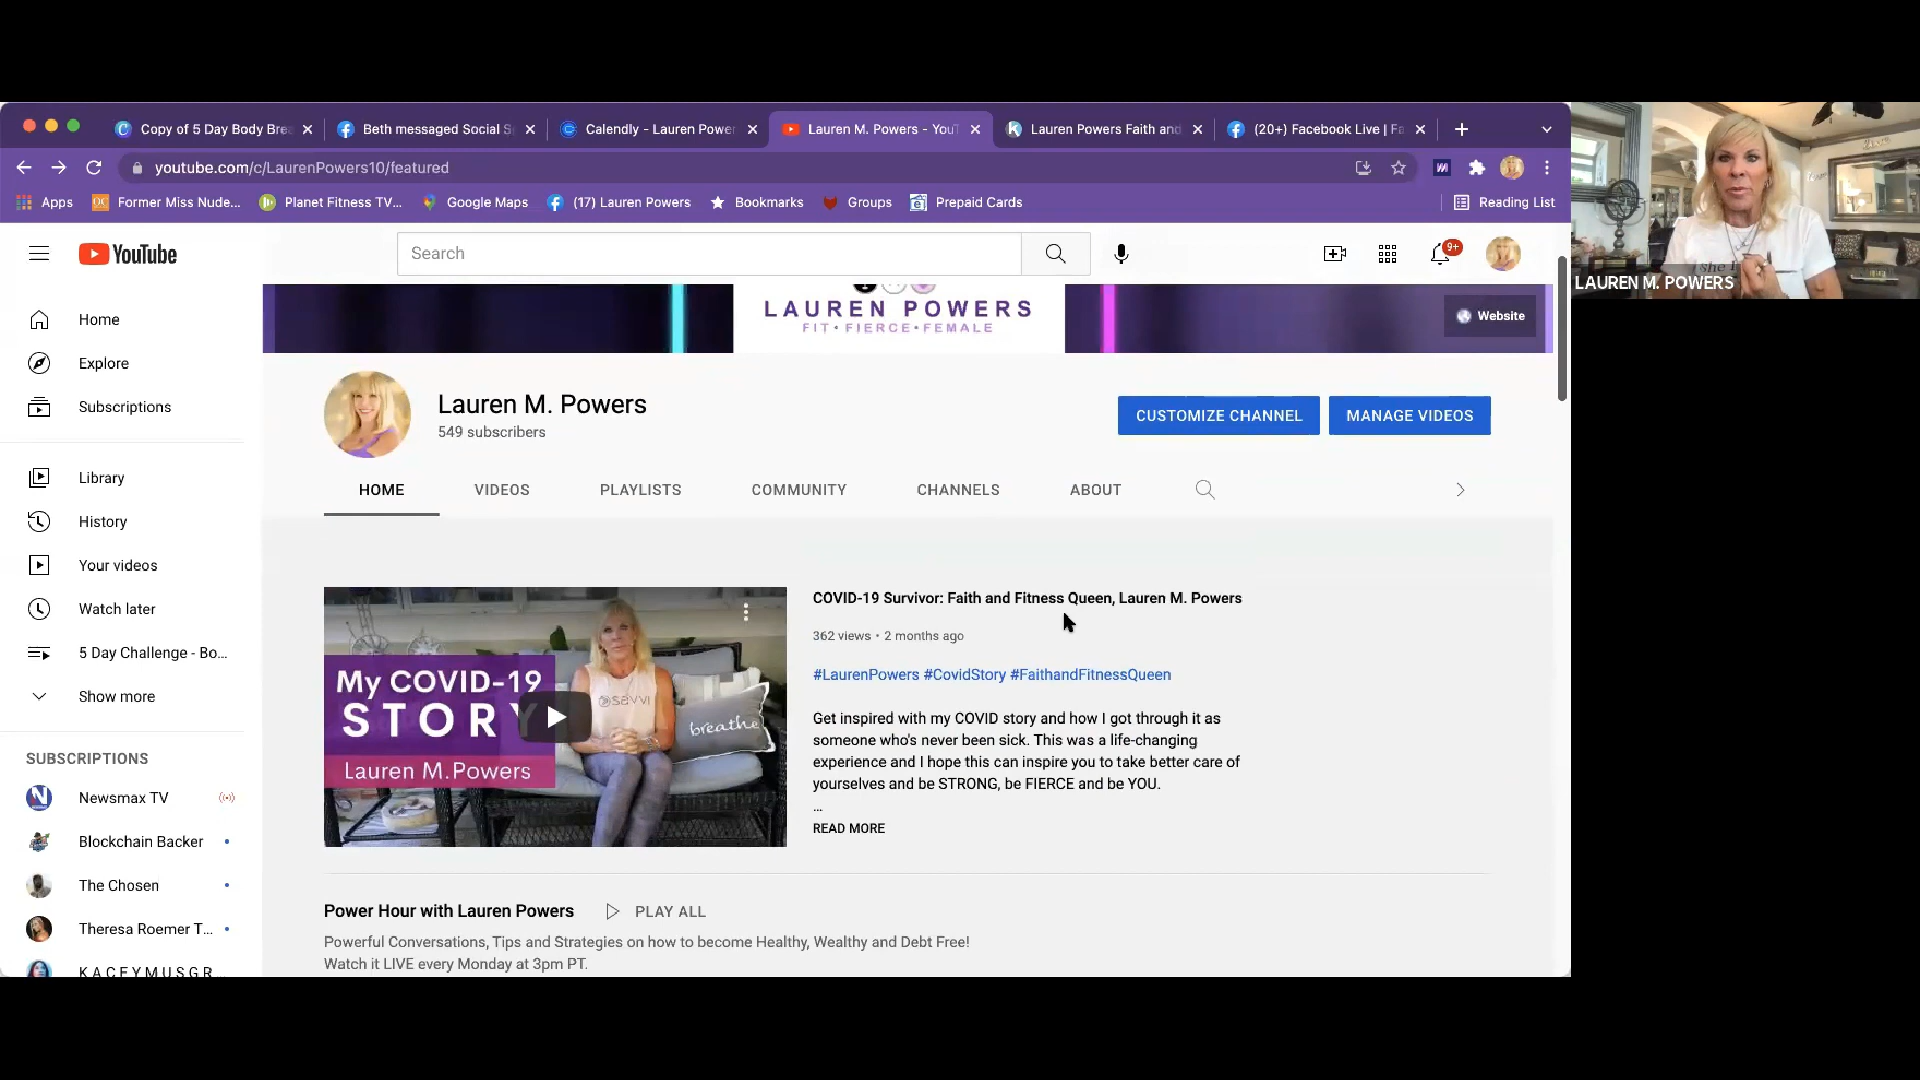 Copy of 5 Day Body Bre
Beth messaged Social S
Calendly - Lauren Power
Lauren M. Powers - YouT
Lauren Powers Faith and
(20+) Facebook Live | Fa
youtube.com/c/LaurenPowers10/featured
Apps
Former Miss Nude...
Planet Fitness TV...
Google Maps
(17) Lauren Powers
Bookmarks
Groups
Prepaid Cards
Reading List
YouTube
Search
9+
LAUREN M. POWERS
LAUREN POWERS
FIT•FIERCE•FEMALE
Website
Home
Explore
Subscriptions
Library
History
Your videos
Watch later
5 Day Challenge - Bo...
Show more
SUBSCRIPTIONS
Newsmax TV
Blockchain Backer
The Chosen
Theresa Roemer T...
K A C E Y M U S G R
Lauren M. Powers
549 subscribers
CUSTOMIZE CHANNEL
MANAGE VIDEOS
HOME
VIDEOS
PLAYLISTS
COMMUNITY
CHANNELS
ABOUT
My COVID-19
STORY
Lauren M.Powers
savvi
breathe
COVID-19 Survivor: Faith and Fitness Queen, Lauren M. Powers
362 views • 2 months ago
#LaurenPowers #CovidStory #FaithandFitnessQueen
Get inspired with my COVID story and how I got through it as
someone who's never been sick. This was a life-changing
experience and I hope this can inspire you to take better care of
yourselves and be STRONG, be FIERCE and be YOU.
...
READ MORE
Power Hour with Lauren Powers
PLAY ALL
Powerful Conversations, Tips and Strategies on how to become Healthy, Wealthy and Debt Free!
Watch it LIVE every Monday at 3pm PT.